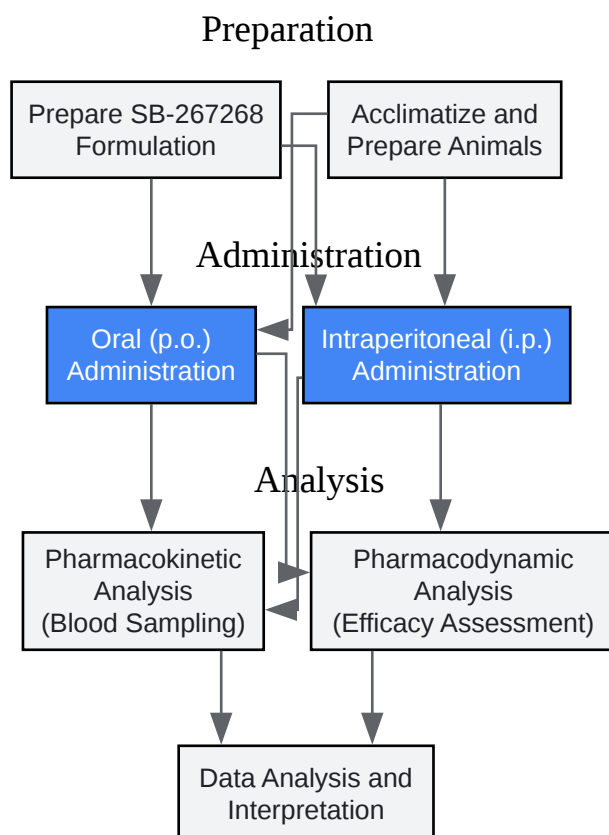 Preparation
Prepare SB-267268
Formulation
Acclimatize and
Prepare Animals
Administration
Oral (p.o.)
Administration
Intraperitoneal (i.p.)
Administration
Analysis
Pharmacokinetic
Analysis
(Blood Sampling)
Pharmacodynamic
Analysis
(Efficacy Assessment)
Data Analysis and
Interpretation